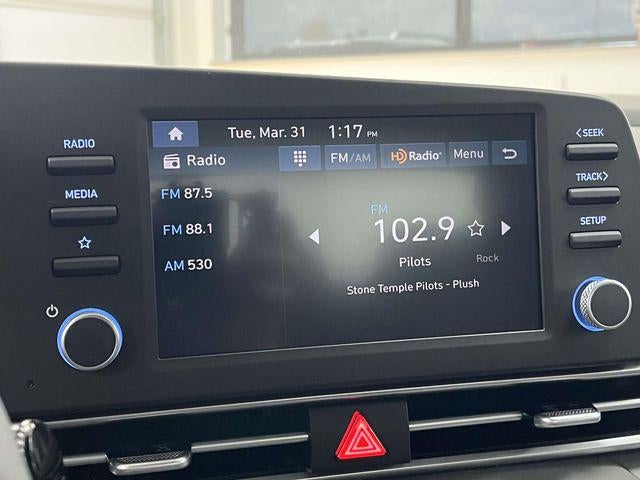 Tue, Mar. 31 1:17 PM
RADIO
MEDIA
Radio
FM/AM
HD Radio
Menu
FM 87.5
FM 88.1
AM 530
FM
102.9
Pilots
Rock
Stone Temple Pilots - Plush
<SEEK
TRACK>
SETUP